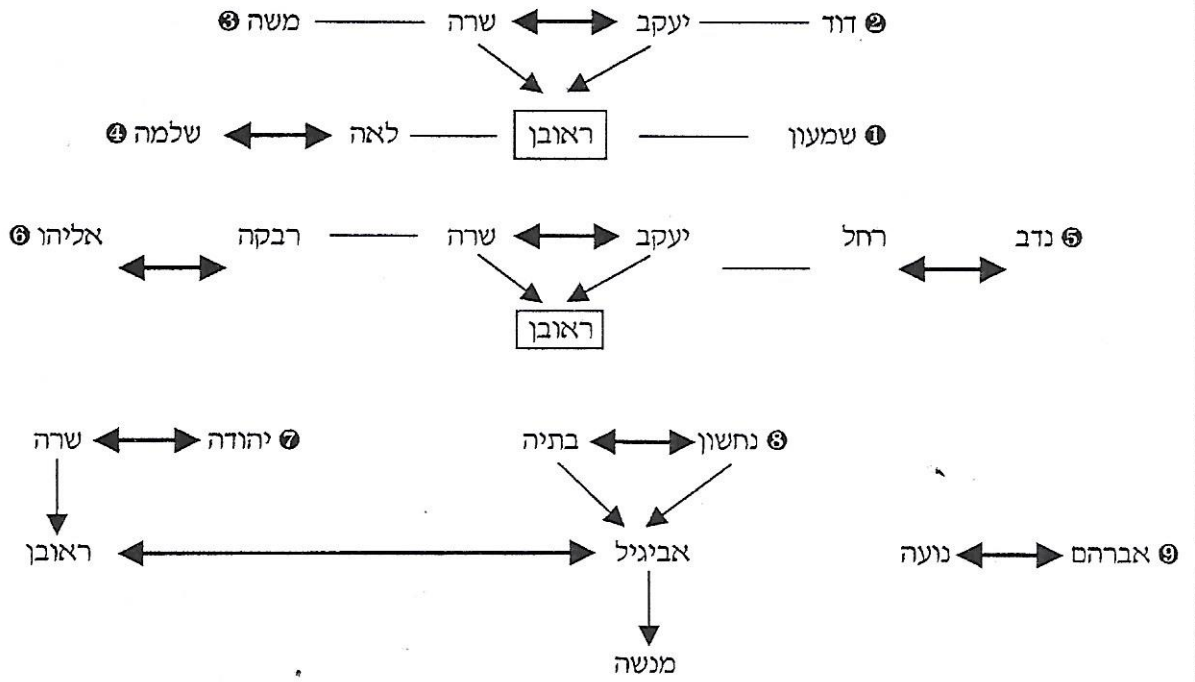 ❷ דוד יעקב שרה משה ❸
❶ שמעון ראובן לאה שלמה ❹
❺ נדב רחל יעקב שרה רבקה אליהו ❻
ראובן
❽ נחשון בתיה ❼ יהודה שרה
❾ אברהם נועה אביגיל ראובן
מנשה